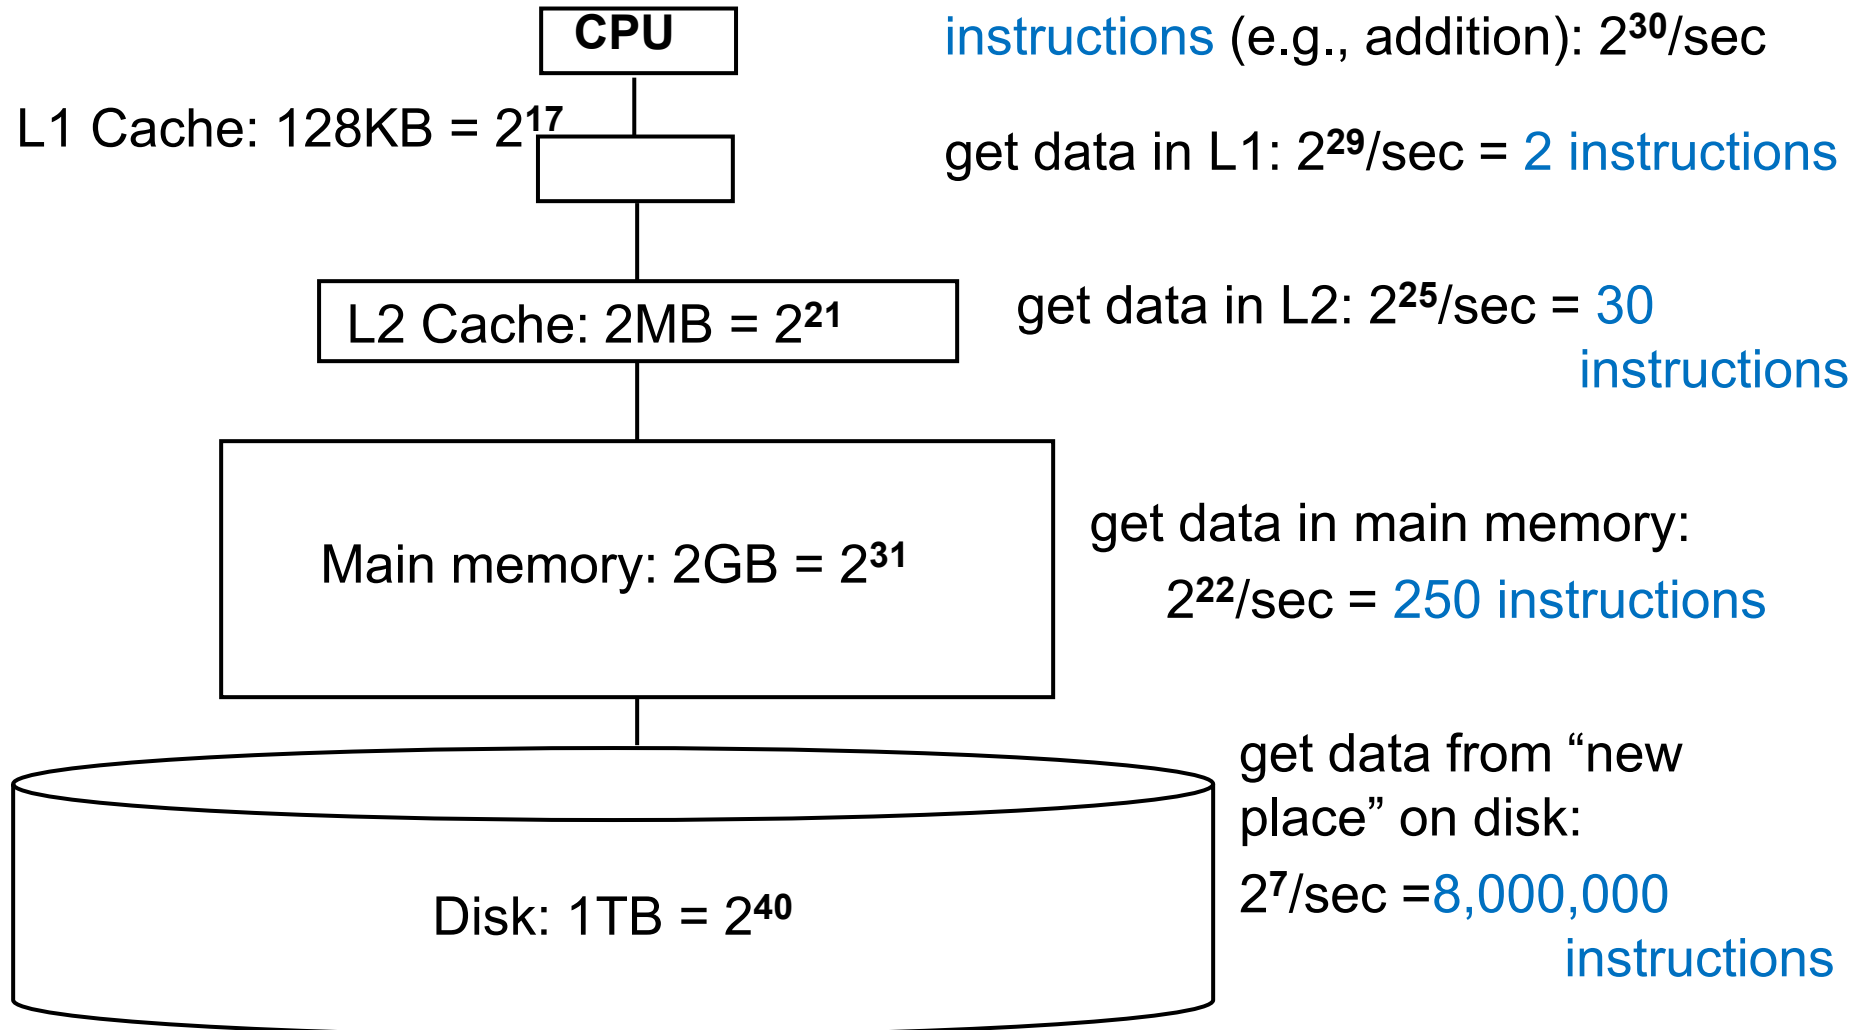 CPU
instructions (e.g., addition): 2³⁰/sec
L1 Cache: 128KB = 2¹⁷
get data in L1: 2²⁹/sec = 2 instructions
L2 Cache: 2MB = 2²¹
get data in L2: 2²⁵/sec = 30
instructions
Main memory: 2GB = 2³¹
get data in main memory:
2²²/sec = 250 instructions
get data from “new
place” on disk:
2⁷/sec =8,000,000
instructions
Disk: 1TB = 2⁴⁰